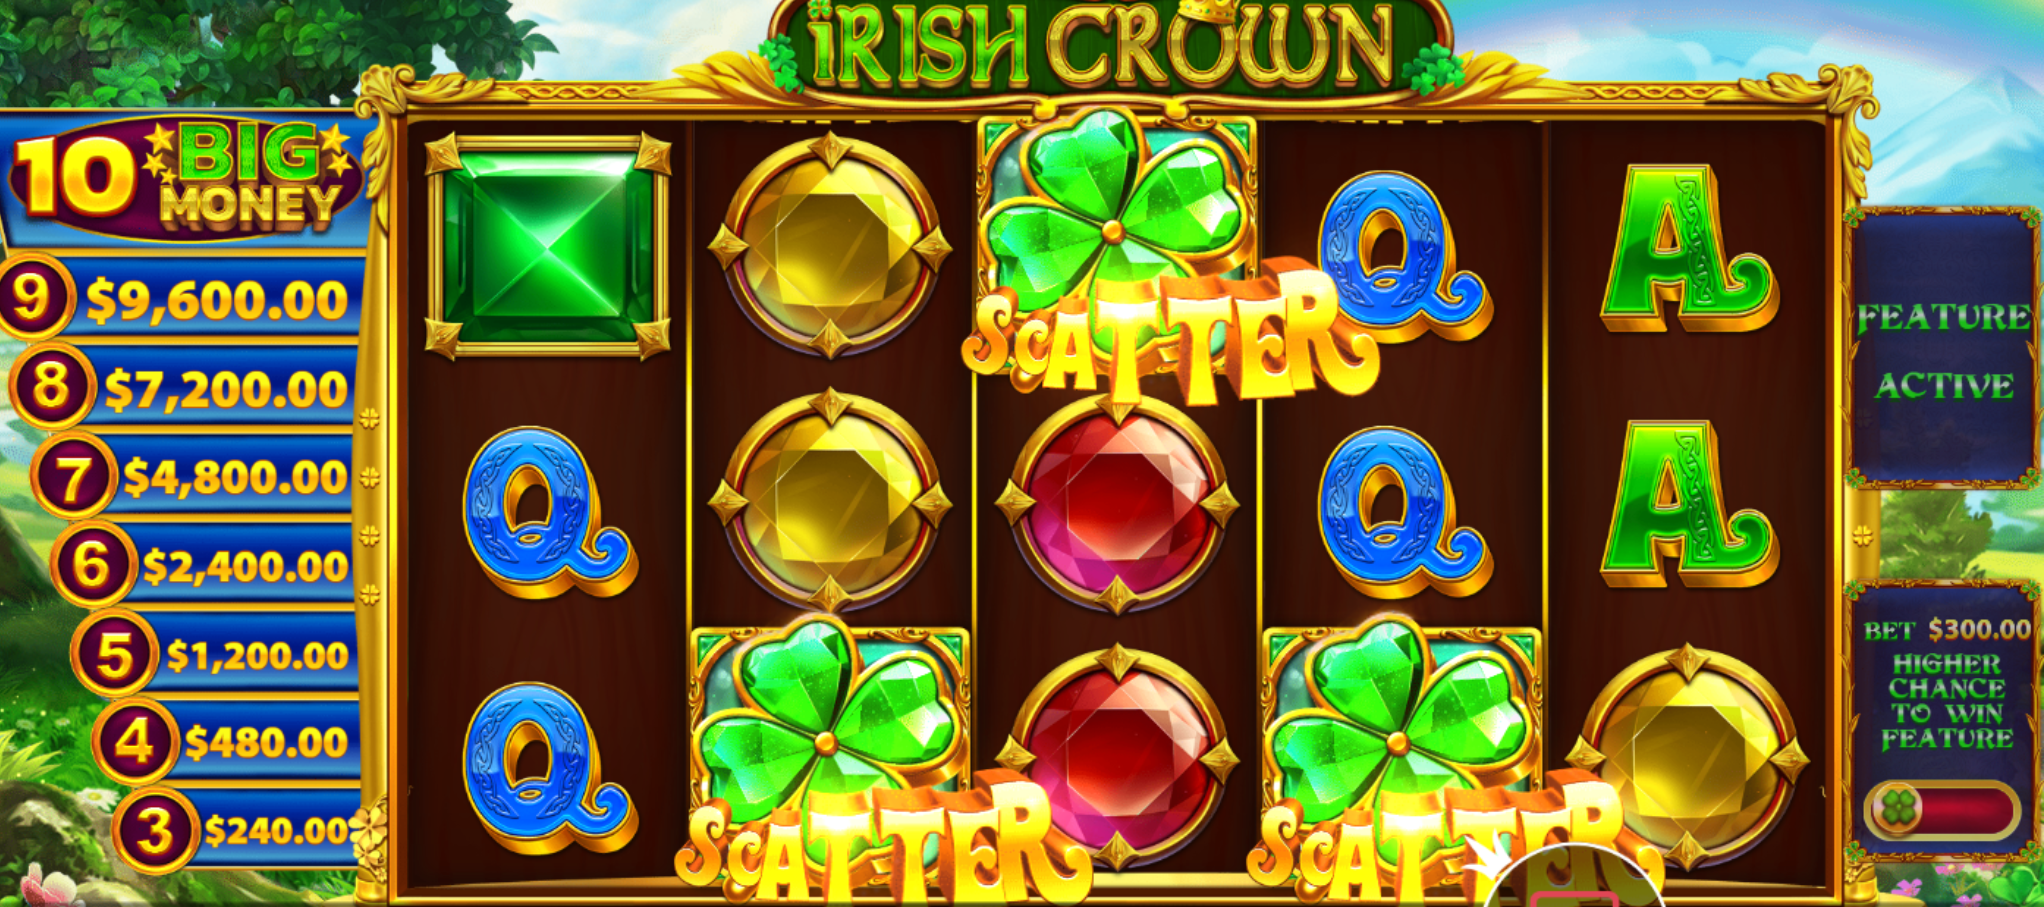 IRISH CROWN
10 BIG
MONEY
9 $9,600.00
8 $7,200.00
7 $4,800.00
6 $2,400.00
5 $1,200.00
4 $480.00
3 $240.00
SCATTER
Q
A
Q
Q
A
Q
SCATTER
SCATTER
FEATURE
ACTIVE
BET $300.00
HIGHER
CHANCE
TO WIN
FEATURE